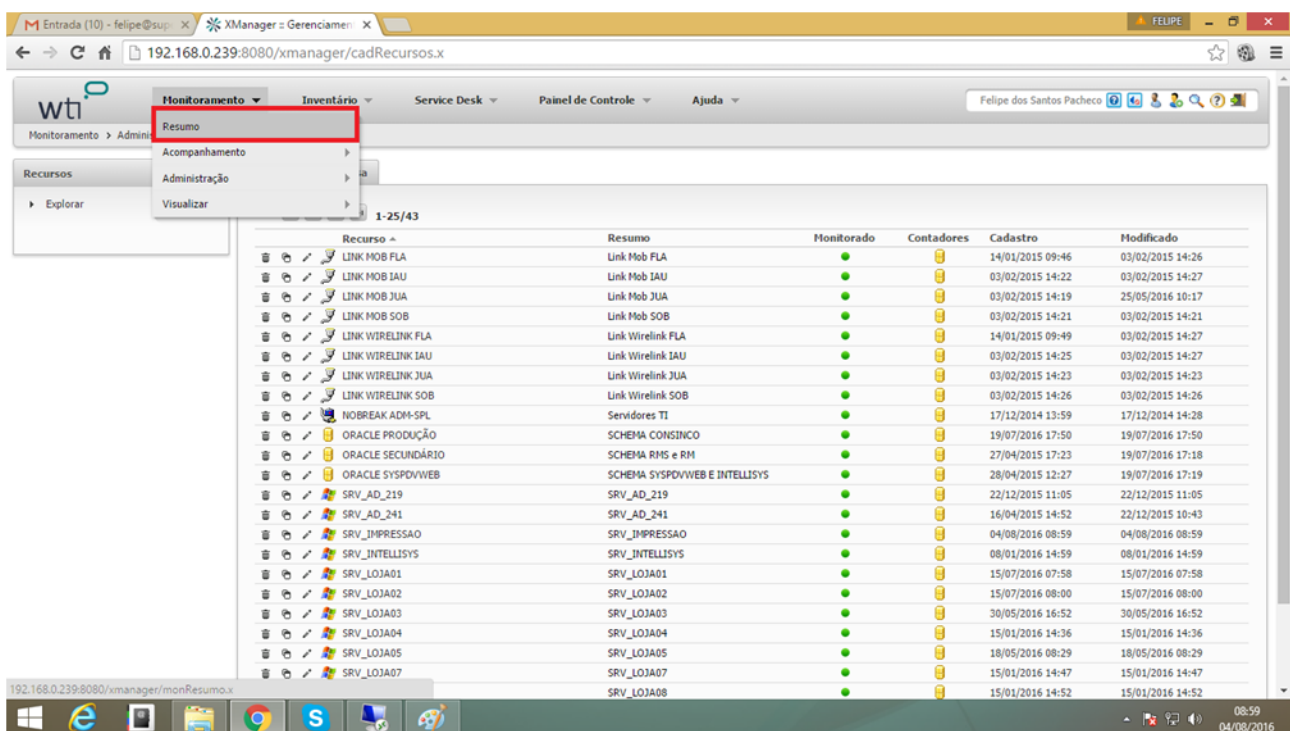 Entrada (10) - felipe@sup
XManager :: Gerenciamen
FELIPE
192.168.0.239:8080/xmanager/cadRecursos.x
wti
Monitoramento
Inventário
Service Desk
Painel de Controle
Ajuda
Felipe dos Santos Pacheco
Monitoramento > Adminis
Resumo
Acompanhamento
Administração
Visualizar
Recursos
Explorar
1-25/43
Recurso Resumo Monitorado Contadores Cadastro Modificado
LINK MOB FLA Link Mob FLA 14/01/2015 09:46 03/02/2015 14:26
LINK MOB IAU Link Mob IAU 03/02/2015 14:22 03/02/2015 14:27
LINK MOB JUA Link Mob JUA 03/02/2015 14:19 25/05/2016 10:17
LINK MOB SOB Link Mob SOB 03/02/2015 14:21 03/02/2015 14:21
LINK WIRELINK FLA Link Wirelink FLA 14/01/2015 09:49 03/02/2015 14:27
LINK WIRELINK IAU Link Wirelink IAU 03/02/2015 14:25 03/02/2015 14:27
LINK WIRELINK JUA Link Wirelink JUA 03/02/2015 14:23 03/02/2015 14:23
LINK WIRELINK SOB Link Wirelink SOB 03/02/2015 14:26 03/02/2015 14:26
NOBREAK ADM-SPL Servidores TI 17/12/2014 13:59 17/12/2014 14:28
ORACLE PRODUÇÃO SCHEMA CONSINCO 19/07/2016 17:50 19/07/2016 17:50
ORACLE SECUNDÁRIO SCHEMA RMS e RM 27/04/2015 17:23 19/07/2016 17:18
ORACLE SYSPDVWEB SCHEMA SYSPDVWEB E INTELLISYS 28/04/2015 12:27 19/07/2016 17:19
SRV_AD_219 SRV_AD_219 22/12/2015 11:05 22/12/2015 11:05
SRV_AD_241 SRV_AD_241 16/04/2015 14:52 22/12/2015 10:43
SRV_IMPRESSAO SRV_IMPRESSAO 04/08/2016 08:59 04/08/2016 08:59
SRV_INTELLISYS SRV_INTELLISYS 08/01/2016 14:59 08/01/2016 14:59
SRV_LOJA01 SRV_LOJA01 15/07/2016 07:58 15/07/2016 07:58
SRV_LOJA02 SRV_LOJA02 15/07/2016 08:00 15/07/2016 08:00
SRV_LOJA03 SRV_LOJA03 30/05/2016 16:52 30/05/2016 16:52
SRV_LOJA04 SRV_LOJA04 15/01/2016 14:36 15/01/2016 14:36
SRV_LOJA05 SRV_LOJA05 18/05/2016 08:29 18/05/2016 08:29
SRV_LOJA07 SRV_LOJA07 15/01/2016 14:47 15/01/2016 14:47
SRV_LOJA08 15/01/2016 14:52 15/01/2016 14:52
192.168.0.239:8080/xmanager/monResumo.x
08:59
04/08/2016